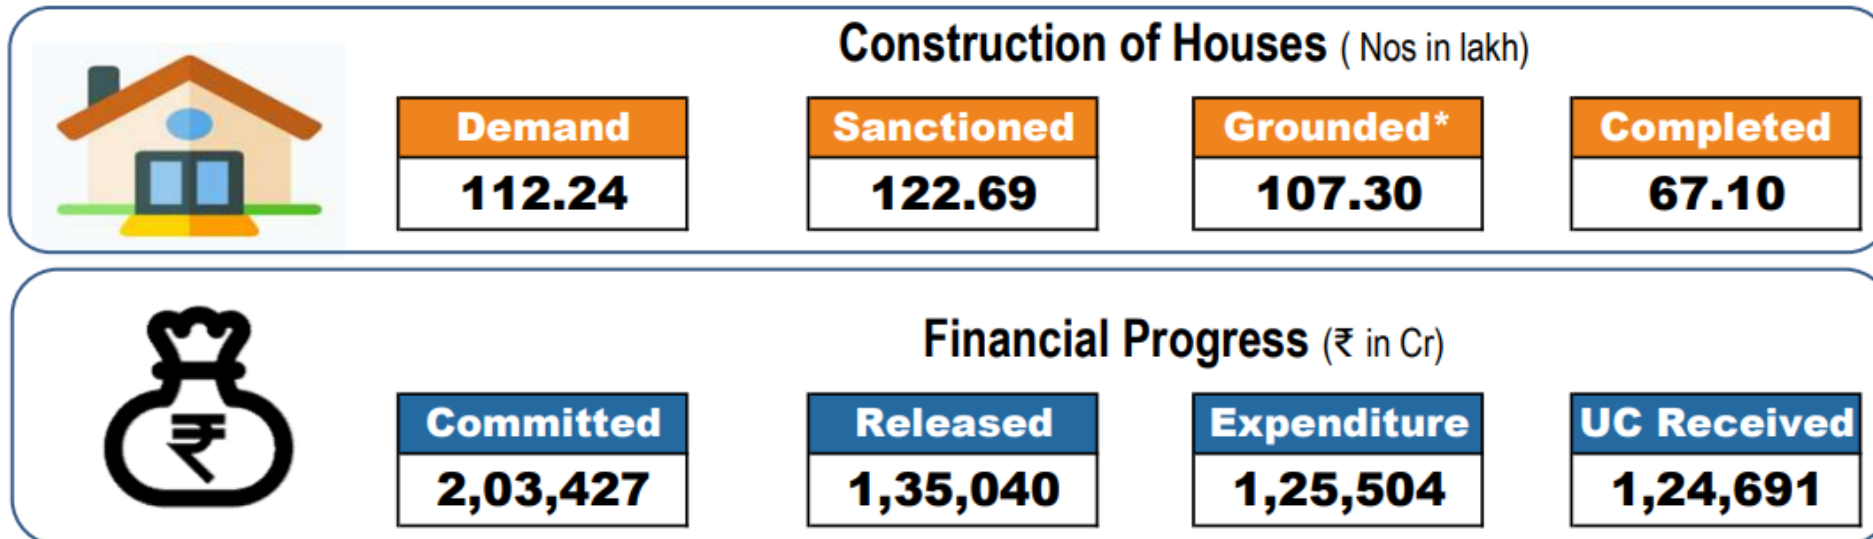 Construction of Houses ( Nos in lakh)
Demand Sanctioned Grounded* Completed
112.24 122.69 107.30 67.10
Financial Progress (₹ in Cr)
₹
Committed Released Expenditure UC Received
2,03,427 1,35,040 1,25,504 1,24,691